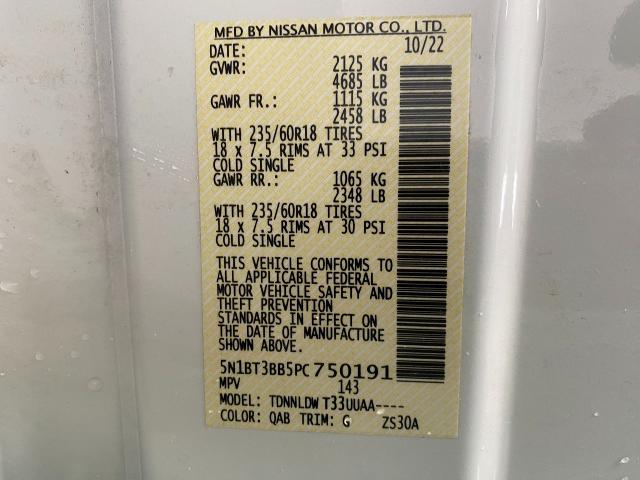 MFD BY NISSAN MOTOR CO., LTD.
DATE: 10/22
GVWR: 2125 KG
4685 LB
GAWR FR.: 1115 KG
2458 LB
WITH 235/60R18 TIRES
18 x 7.5 RIMS AT 33 PSI
COLD SINGLE
GAWR RR.: 1065 KG
2348 LB
WITH 235/60R18 TIRES
18 x 7.5 RIMS AT 30 PSI
COLD SINGLE
THIS VEHICLE CONFORMS TO
ALL APPLICABLE FEDERAL
MOTOR VEHICLE SAFETY AND
THEFT PREVENTION
STANDARDS IN EFFECT ON
THE DATE OF MANUFACTURE
SHOWN ABOVE.
5N1BT3BB5PC750191
MPV 143
MODEL: TDNNLDWT33UUAA----
COLOR: QAB TRIM: G ZS30A